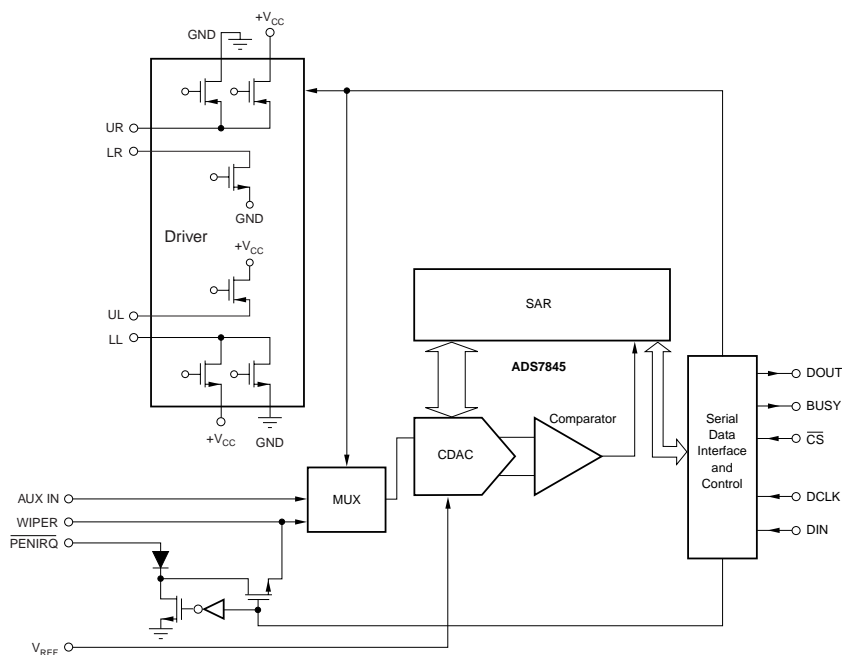 +VCC
GND
UR
LR
GND
Driver
+VCC
UL
LL
+VCC
GND
SAR
ADS7845
Comparator
CDAC
MUX
Serial
Data
Interface
and
Control
DOUT
BUSY
CS
DCLK
DIN
AUX IN
WIPER
PENIRQ
VREF